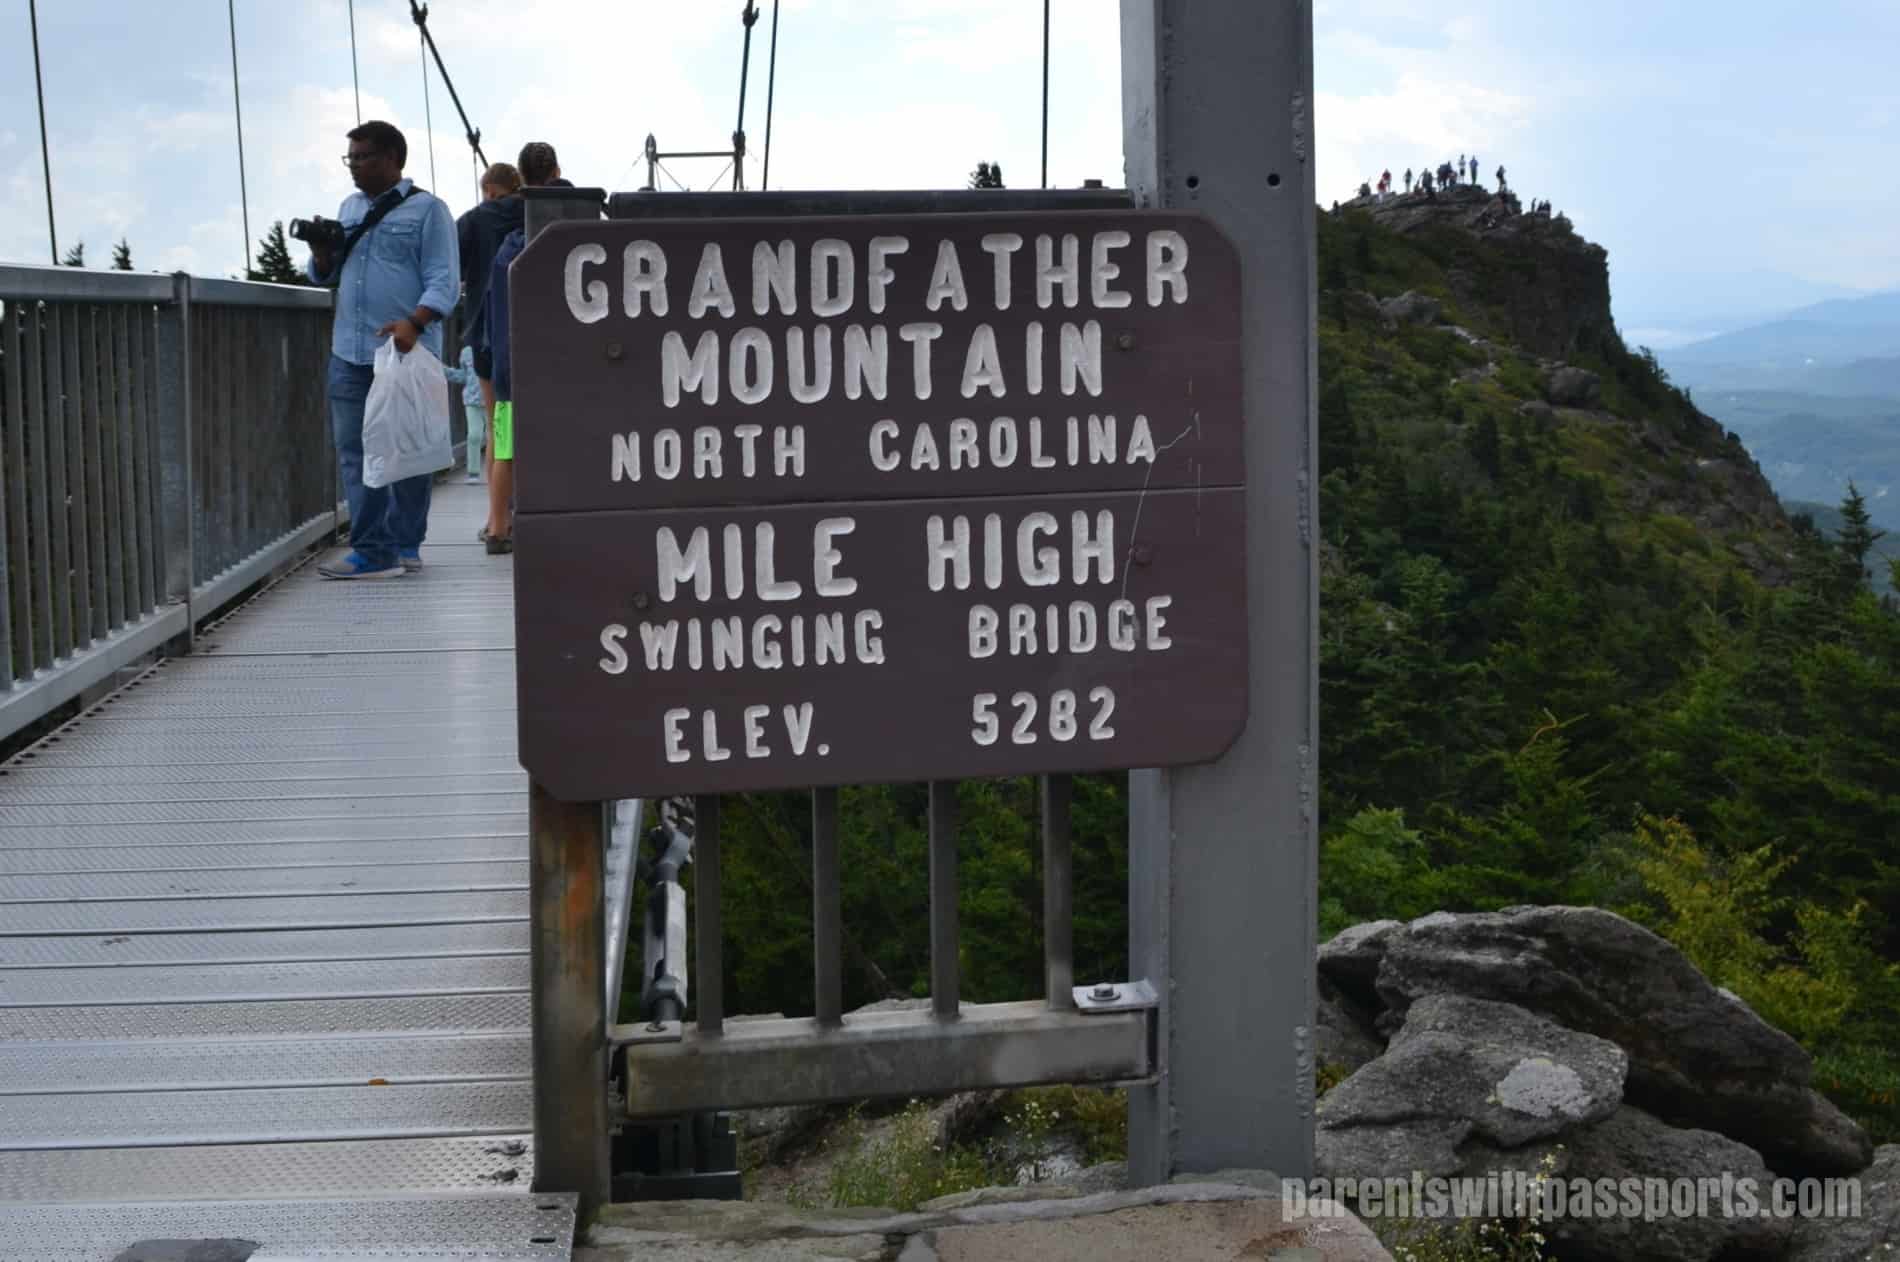 GRANDFATHER
MOUNTAIN
NORTH CAROLINA
MILE HIGH
SWINGING BRIDGE
ELEV. 5282
parentswithpassports.com